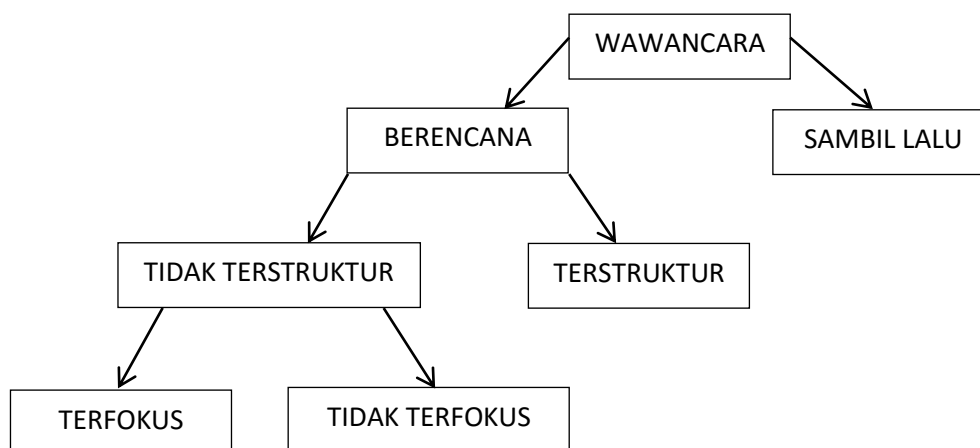 WAWANCARA
BERENCANA
SAMBIL LALU
TIDAK TERSTRUKTUR
TERSTRUKTUR
TERFOKUS
TIDAK TERFOKUS